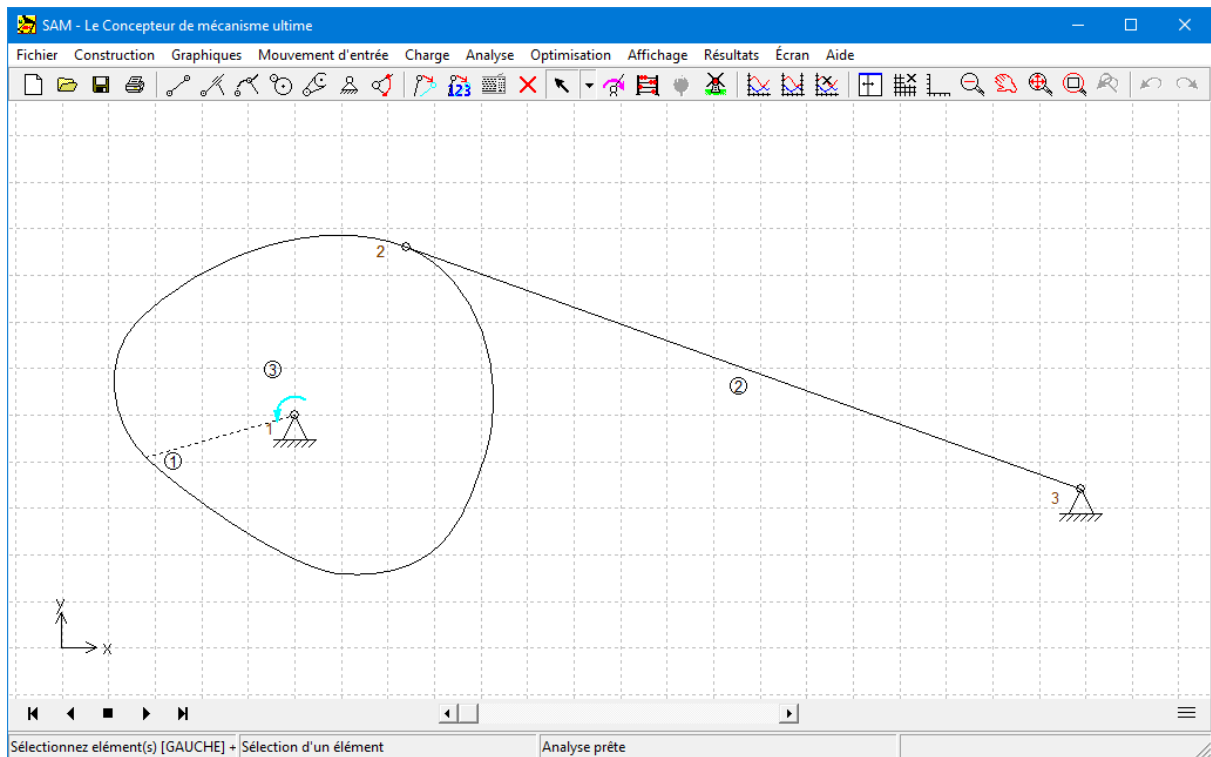 SAM - Le Concepteur de mécanisme ultime
Fichier Construction Graphiques Mouvement d'entrée Charge Analyse Optimisation Affichage Résultats Écran Aide
123
2
③
②
1
①
3
y
x
Sélectionnez elément(s) [GAUCHE] + Sélection d'un élément Analyse prête